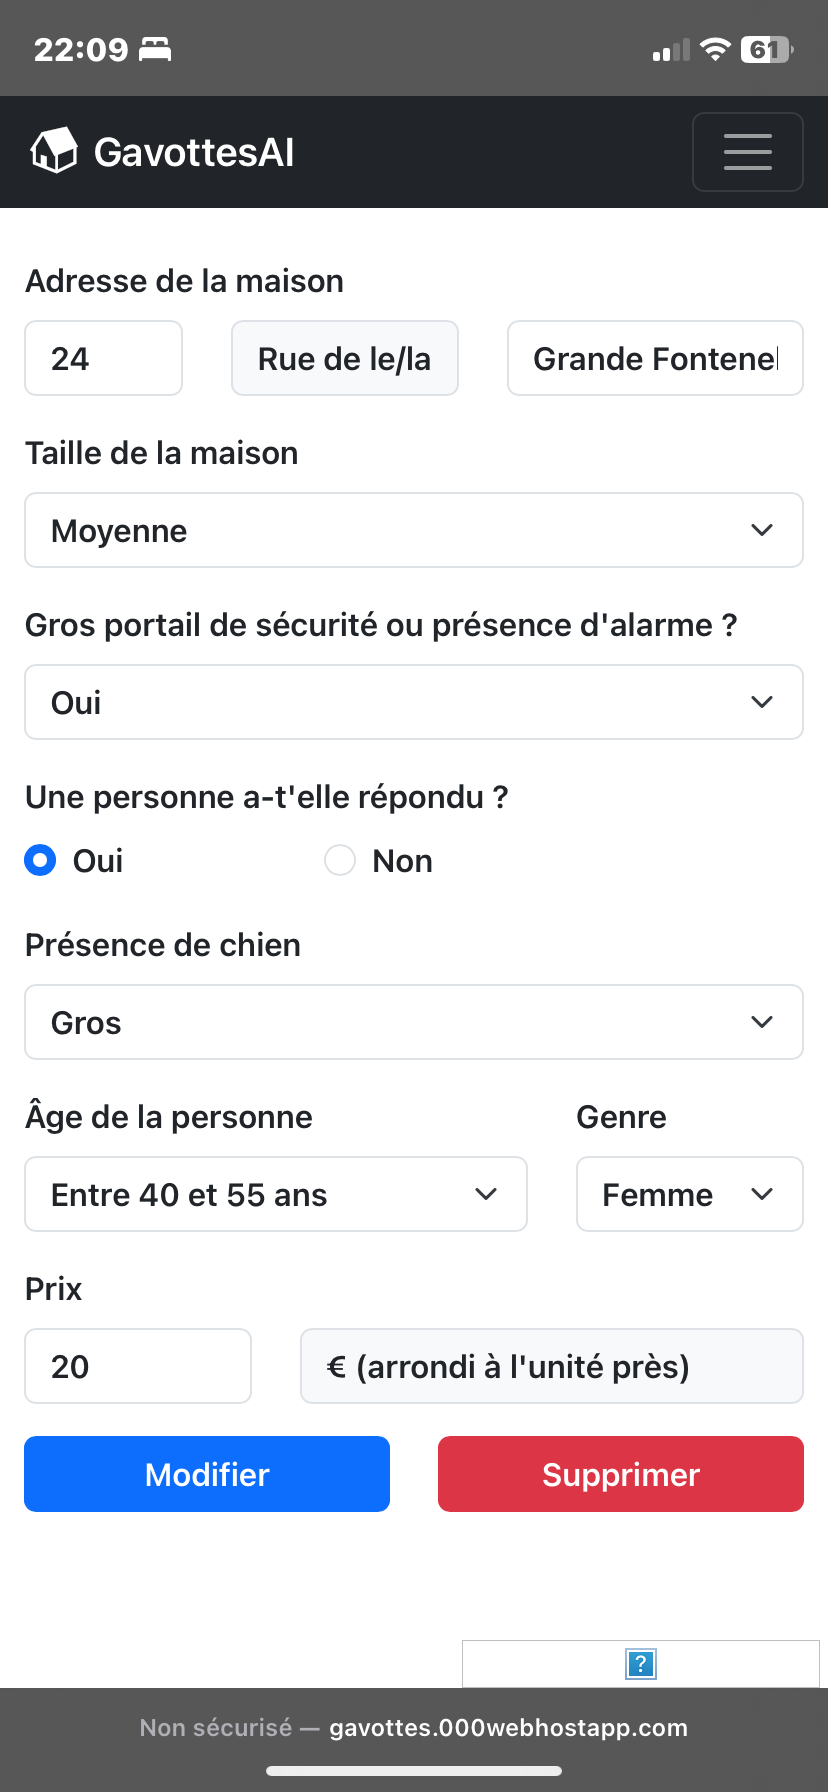 22:09
61
GavottesAI
Adresse de la maison
24 Rue de le/la Grande Fontene
Taille de la maison
Moyenne
Gros portail de sécurité ou présence d'alarme ?
Oui
Une personne a-t'elle répondu ?
Oui Non
Présence de chien
Gros
Âge de la personne Genre
Entre 40 et 55 ans Femme
Prix
20 € (arrondi à l'unité près)
Modifier Supprimer
?
Non sécurisé — gavottes.000webhostapp.com